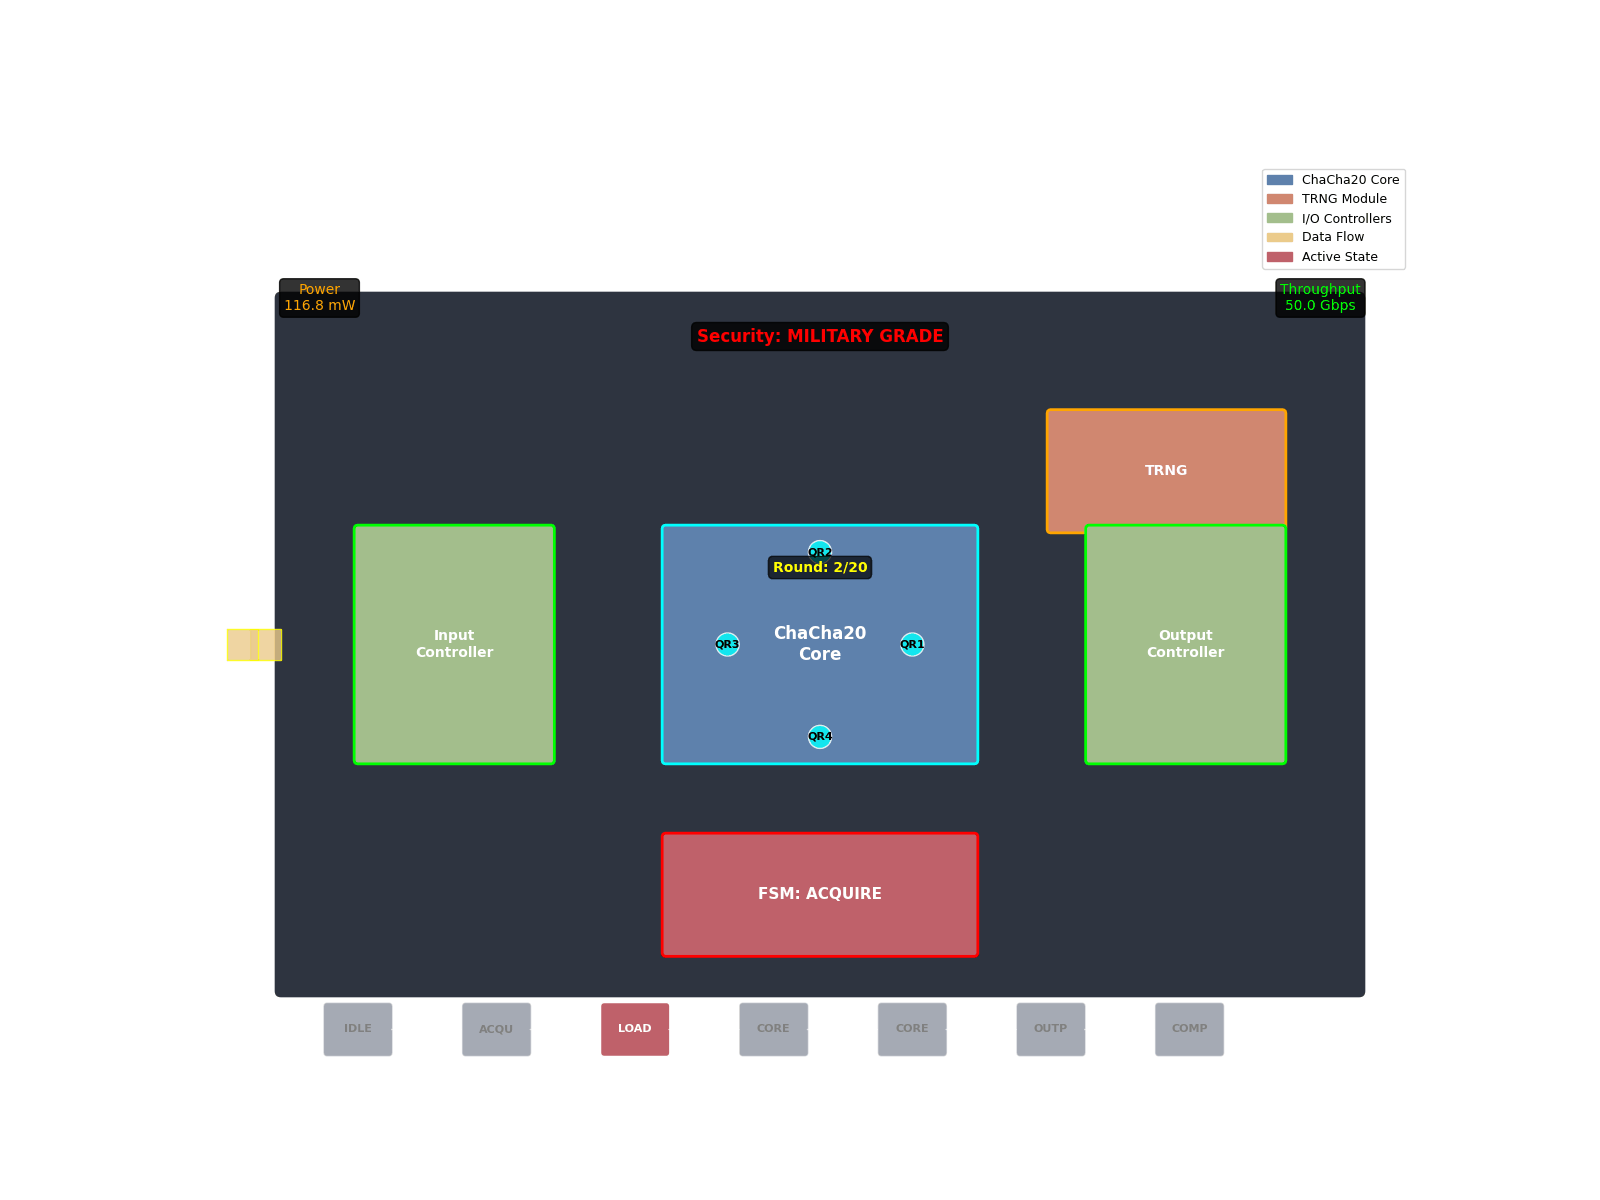 ChaCha20 Core
TRNG Module
I/O Controllers
Data Flow
Active State
Power
116.8 mW
Throughput
50.0 Gbps
Security: MILITARY GRADE
TRNG
QR2
Round: 2/20
Input
Controller
QR3
ChaCha20
Core
QR1
Output
Controller
QR4
FSM: ACQUIRE
IDLE
ACQU
LOAD
CORE
CORE
OUTP
COMP